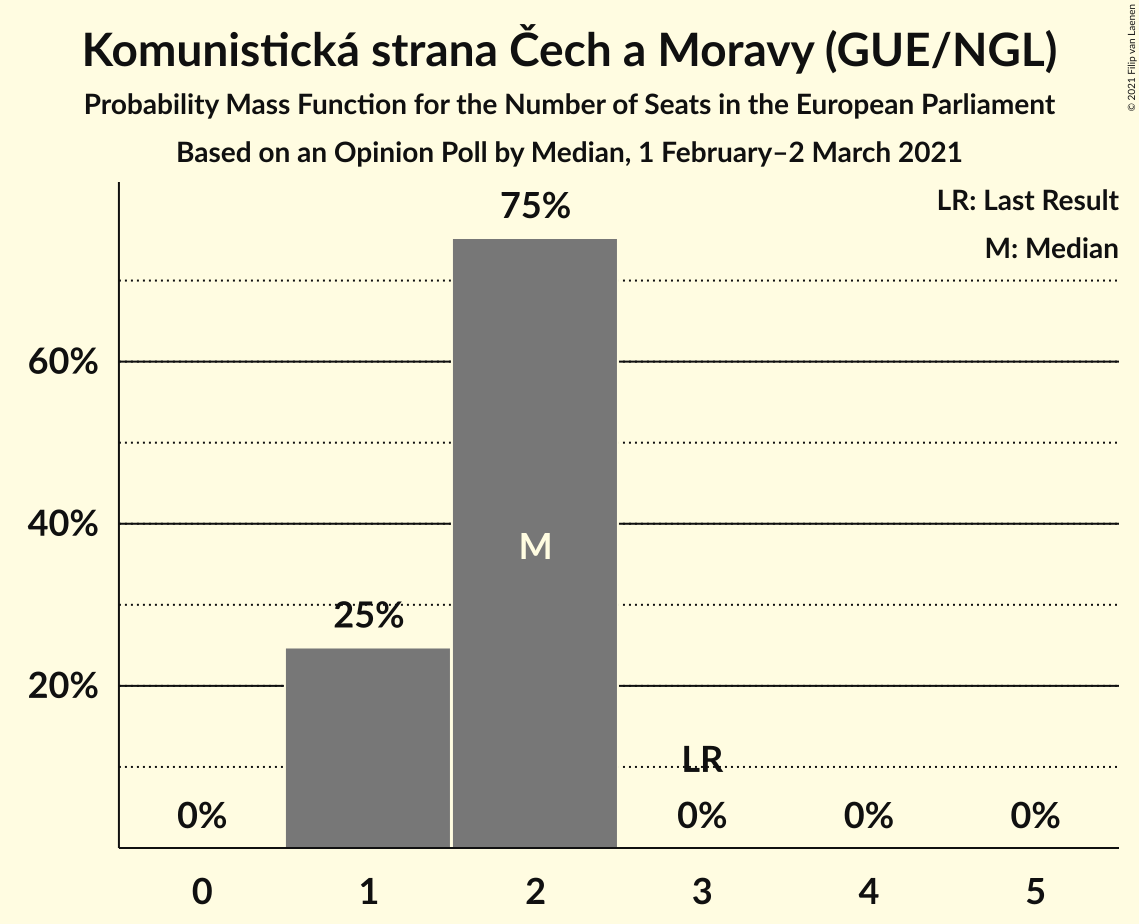 Komunistická strana Čech a Moravy (GUE/NGL)
Probability Mass Function for the Number of Seats in the European Parliament
Based on an Opinion Poll by Median, 1 February–2 March 2021
© 2021 Filip van Laenen
LR: Last Result
M: Median
75%
60%
40%
M
25%
20%
LR
0%
0%
0%
0%
0 1 2 3 4 5